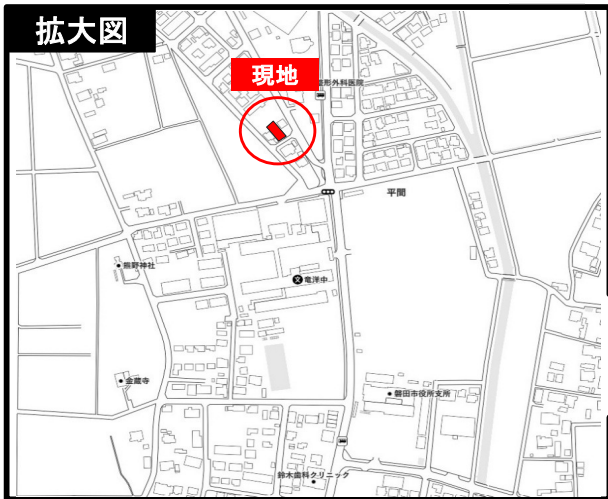 拡大図
現地
整形外科医院
平間
熊野神社
竜洋中
金蔵寺
磐田市役所支所
鈴木歯科クリニック